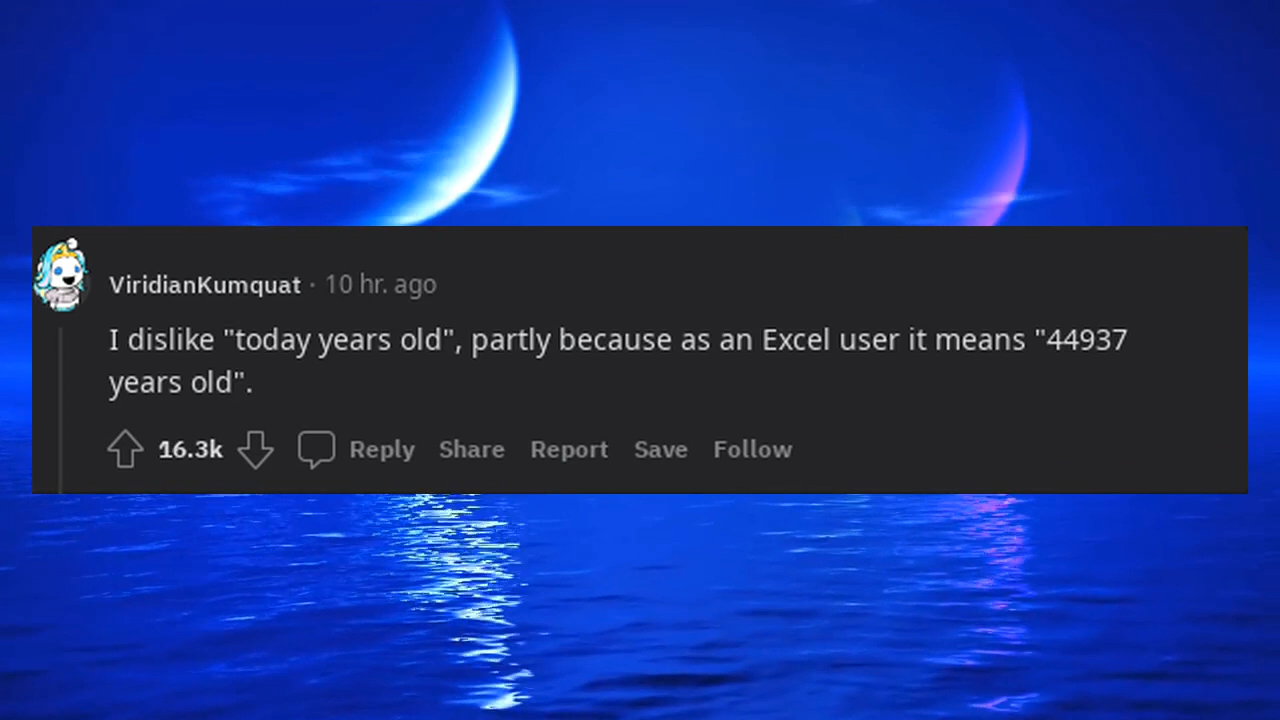 ViridianKumquat · 10 hr. ago
I dislike "today years old", partly because as an Excel user it means "44937
years old".
16.3k Reply Share Report Save Follow